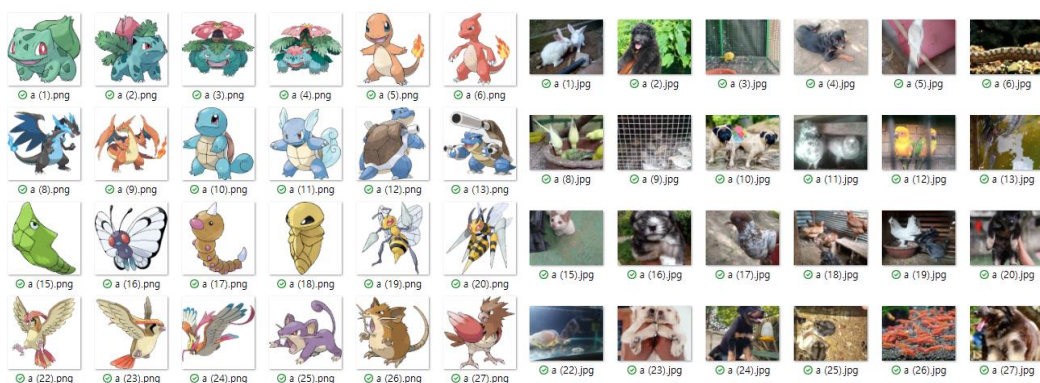 a (1).png a (2).png a (3).png a (4).png a (5).png a (6).png
a (8).png a (9).png a (10).png a (11).png a (12).png a (13).png
a (15).png a (16).png a (17).png a (18).png a (19).png a (20).png
a (22).png a (23).png a (24).png a (25).png a (26).png a (27).png
a (1).jpg a (2).jpg a (3).jpg a (4).jpg a (5).jpg a (6).jpg
a (8).jpg a (9).jpg a (10).jpg a (11).jpg a (12).jpg a (13).jpg
a (15).jpg a (16).jpg a (17).jpg a (18).jpg a (19).jpg a (20).jpg
a (22).jpg a (23).jpg a (24).jpg a (25).jpg a (26).jpg a (27).jpg